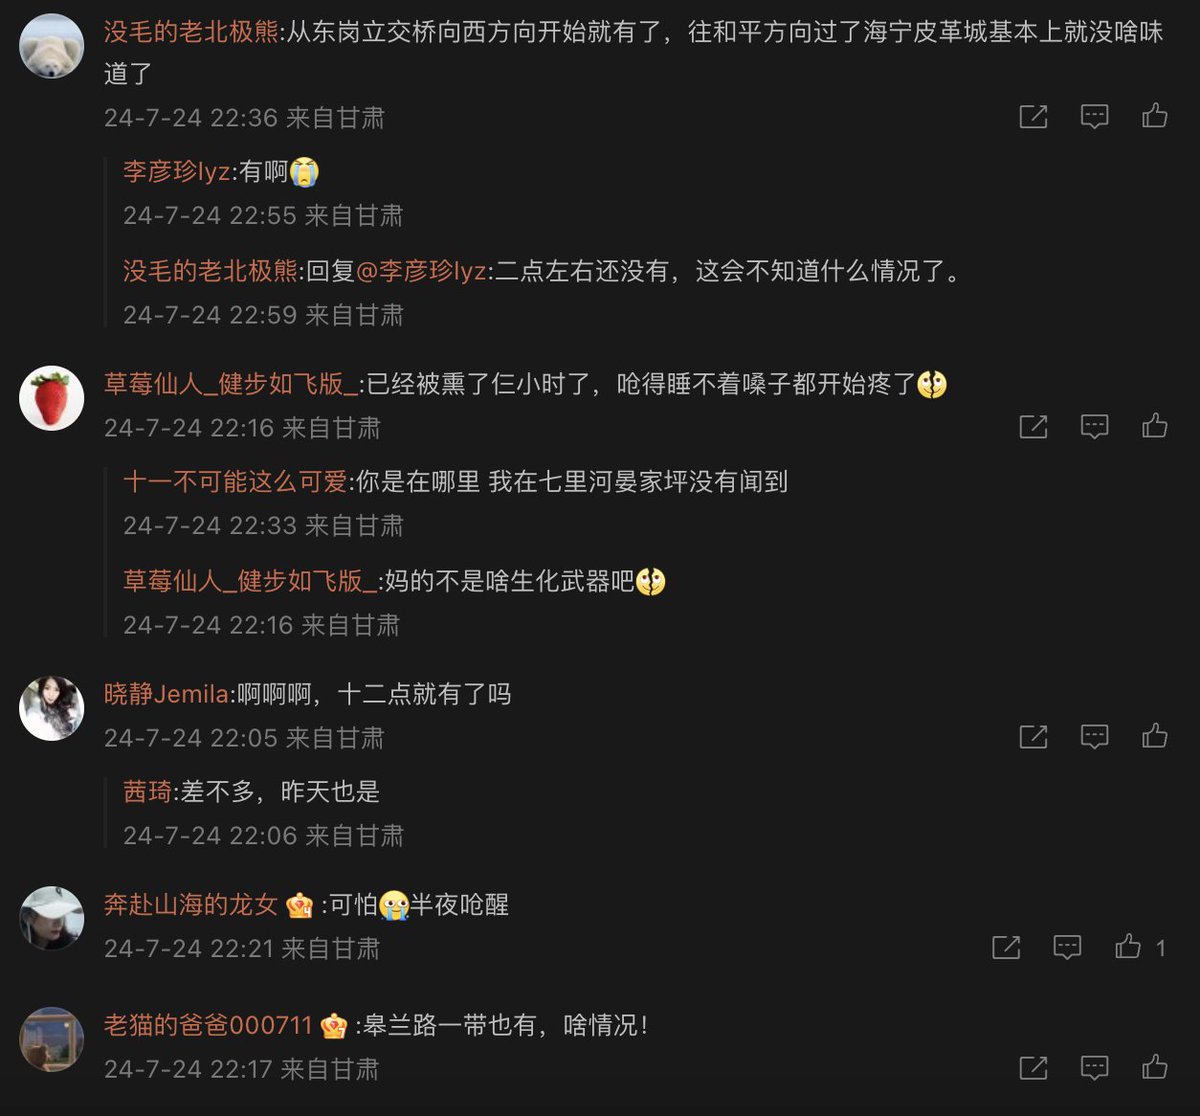 没毛的老北极熊:从东岗立交桥向西方向开始就有了，往和平方向过了海宁皮革城基本上就没啥味
道了
24-7-24 22:36 来自甘肃
李彦珍lyz:有啊
24-7-24 22:55 来自甘肃
没毛的老北极熊:回复@李彦珍lyz:二点左右还没有，这会不知道什么情况了。
24-7-24 22:59 来自甘肃
草莓仙人_健步如飞版_:已经被熏了仨小时了，呛得睡不着嗓子都开始疼了
24-7-24 22:16 来自甘肃
十一不可能这么可爱:你是在哪里 我在七里河晏家坪没有闻到
24-7-24 22:33 来自甘肃
草莓仙人_健步如飞版_:妈的不是啥生化武器吧
24-7-24 22:16 来自甘肃
晓静Jemila:啊啊啊，十二点就有了吗
24-7-24 22:05 来自甘肃
茜琦:差不多，昨天也是
24-7-24 22:06 来自甘肃
奔赴山海的龙女 :可怕半夜呛醒
24-7-24 22:21 来自甘肃
1
老猫的爸爸000711 :皋兰路一带也有，啥情况！
24-7-24 22:17 来自甘肃